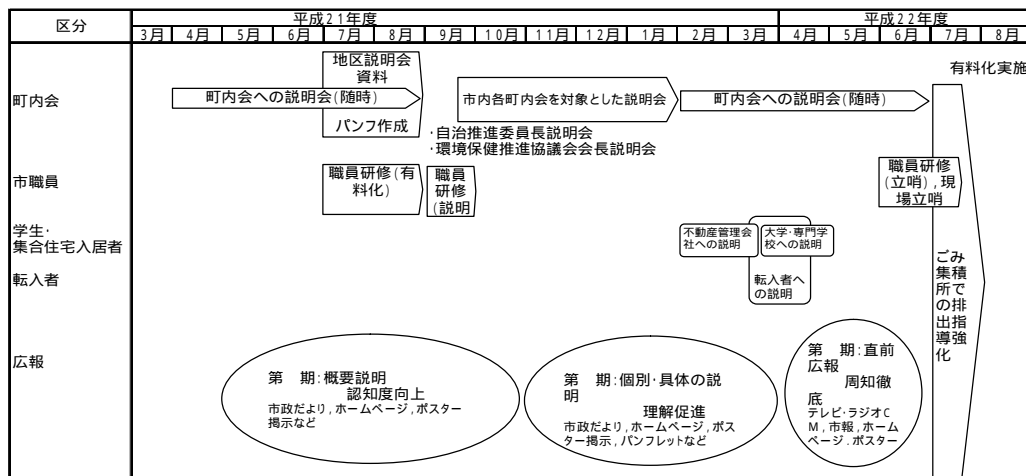 区分
平成21年度
平成22年度
3月 4月 5月 6月 7月 8月 9月 10月 11月 12月 1月 2月 3月 4月 5月 6月 7月 8月
有料化実施
町内会
地区説明会
資料
町内会への説明会(随時)
パンフ作成
市内各町内会を対象とした説明会
町内会への説明会(随時)
・自治推進委員長説明会
・環境保健推進協議会会長説明会
市職員
職員研修(有
料化)
職員
研修
(説明
職員研修
(立哨),現
場立哨
学生・
集合住宅入居者
不動産管理会
社への説明
大学・専門学
校への説明
転入者
転入者へ
の説明
ごみ集積所での排出指導強化
広報
第 期:概要説明
認知度向上
市政だより,ホームページ,ポスター
掲示など
第 期:個別・具体の説
明
理解促進
市政だより,ホームページ,ポス
ター掲示,パンフレットなど
第 期:直前
広報
周知徹
底
テレビ・ラジオC
M,市報,ホーム
ページ.ポスター